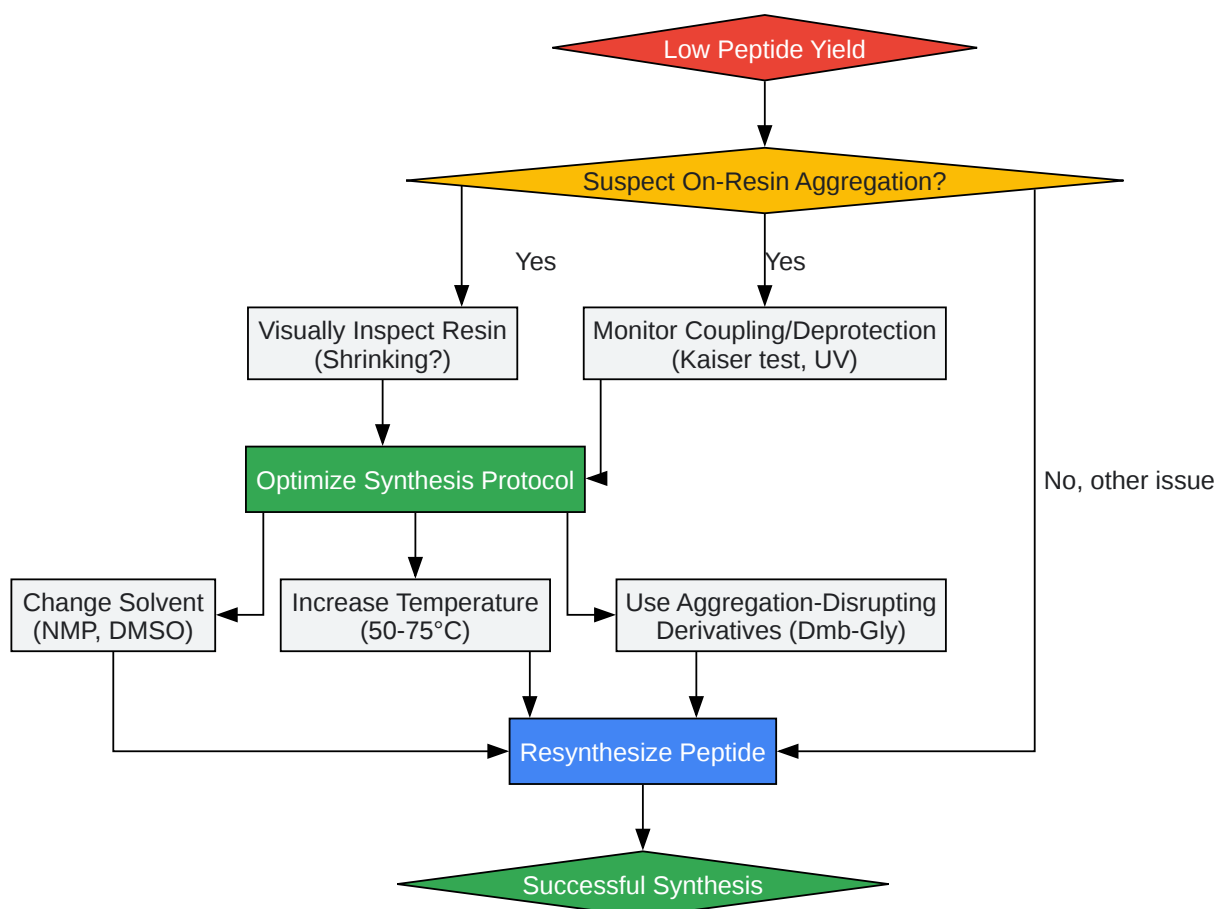 Low Peptide Yield
Suspect On-Resin Aggregation?
Yes
Yes
Visually Inspect Resin
(Shrinking?)
Monitor Coupling/Deprotection
(Kaiser test, UV)
Optimize Synthesis Protocol
No, other issue
Change Solvent
(NMP, DMSO)
Increase Temperature
(50-75°C)
Use Aggregation-Disrupting
Derivatives (Dmb-Gly)
Resynthesize Peptide
Successful Synthesis